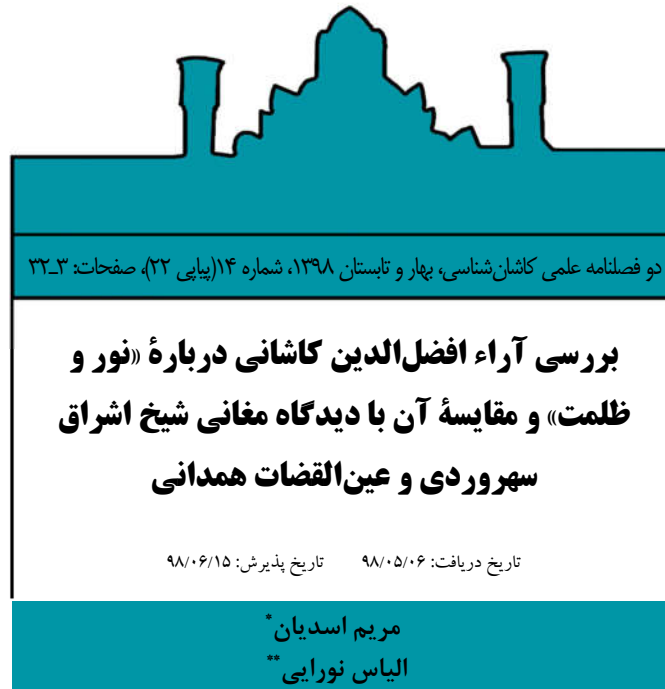 دو فصلنامه علمی کاشان‌شناسی، بهار و تابستان ۱۳۹۸، شماره ۱۴(پیاپی ۲۲)، صفحات: ۳ـ۳۲
بررسی آراء افضل‌الدین کاشانی دربارهٔ «نور و
ظلمت» و مقایسهٔ آن با دیدگاه مغانی شیخ اشراق
سهروردی و عین‌القضات همدانی
تاریخ دریافت: ۹۸/۰۵/۰۶ تاریخ پذیرش: ۹۸/۰۶/۱۵
مریم اسدیان*
الیاس نورایی**